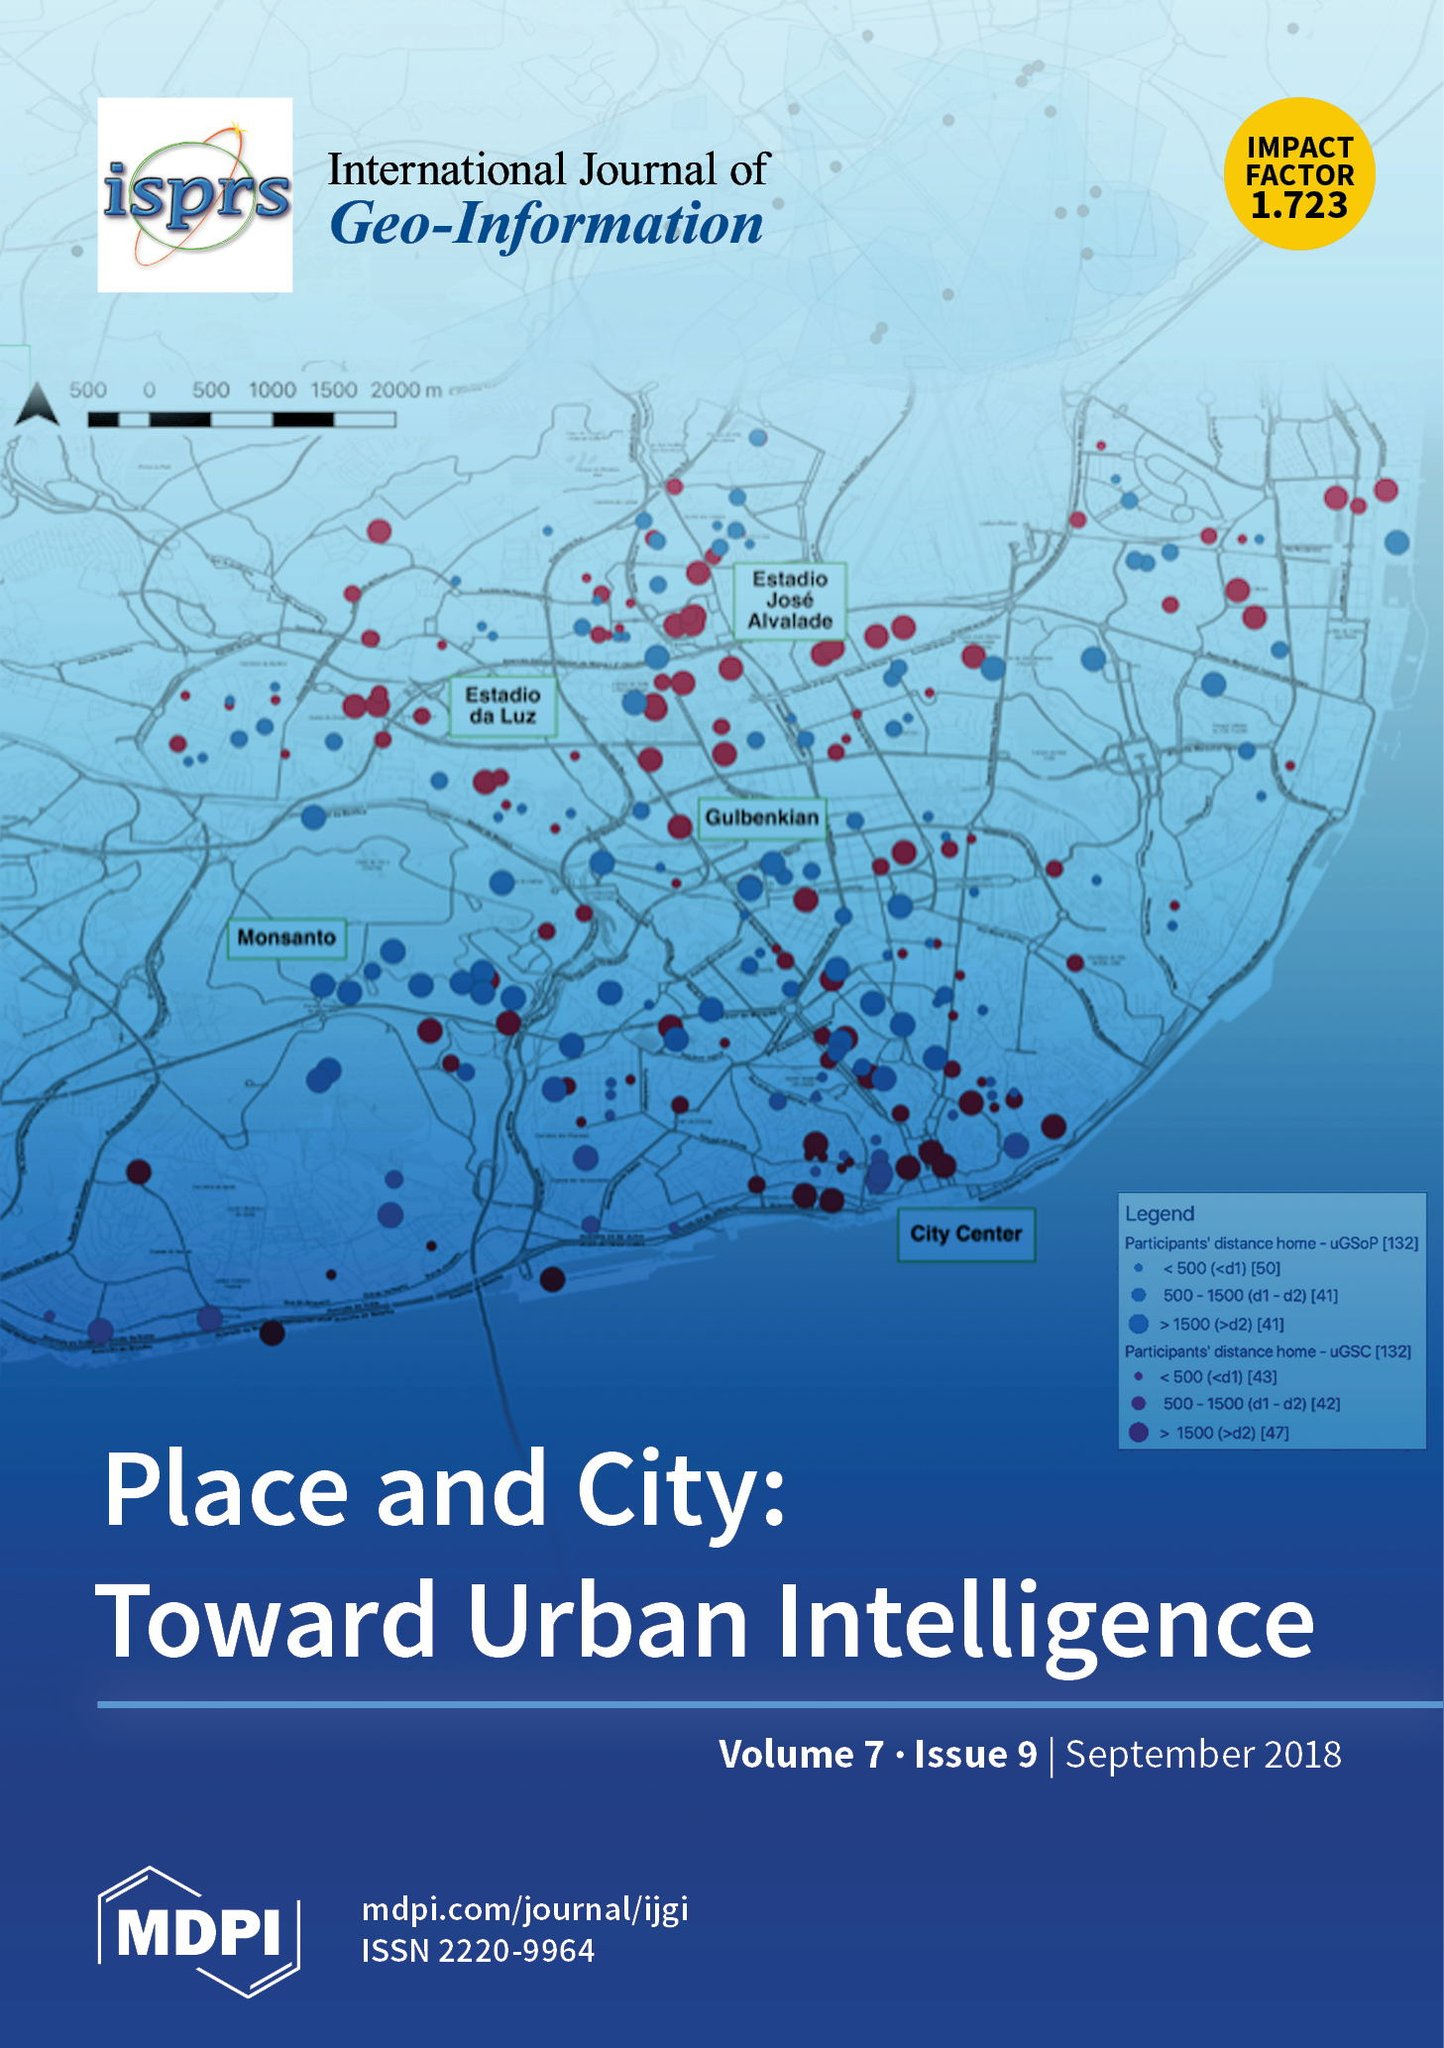 isprs
International Journal of
Geo-Information
IMPACT
FACTOR
1.723
500 0 500 1000 1500 2000 m
Estadio
José
Alvalade
Estadio
da Luz
Gulbenkian
Monsanto
City Center
Legend
Participants' distance home - uGSoP [132]
< 500 (<d1) [50]
500 - 1500 (d1 - d2) [41]
> 1500 (>d2) [41]
Participants' distance home - uGSC [132]
< 500 (<d1) [43]
500 - 1500 (d1 - d2) [42]
> 1500 (>d2) [47]
Place and City:
Toward Urban Intelligence
Volume 7 · Issue 9 | September 2018
MDPI
mdpi.com/journal/ijgi
ISSN 2220-9964